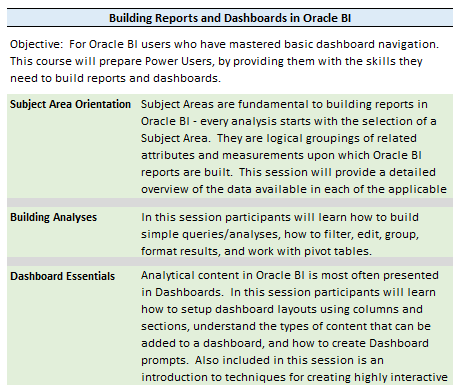 Building Reports and Dashboards in Oracle BI
Objective:  For Oracle BI users who have mastered basic dashboard navigation.
This course will prepare Power Users, by providing them with the skills they
need to build reports and dashboards.
Subject Area Orientation
Subject Areas are fundamental to building reports in
Oracle BI - every analysis starts with the selection of a
Subject Area.  They are logical groupings of related
attributes and measurements upon which Oracle BI
reports are built.  This session will provide a detailed
overview of the data available in each of the applicable
Building Analyses
In this session participants will learn how to build
simple queries/analyses, how to filter, edit, group,
format results, and work with pivot tables.
Dashboard Essentials
Analytical content in Oracle BI is most often presented
in Dashboards.  In this session participants will learn
how to setup dashboard layouts using columns and
sections, understand the types of content that can be
added to a dashboard, and how to create Dashboard
prompts.  Also included in this session is an
introduction to techniques for creating highly interactive